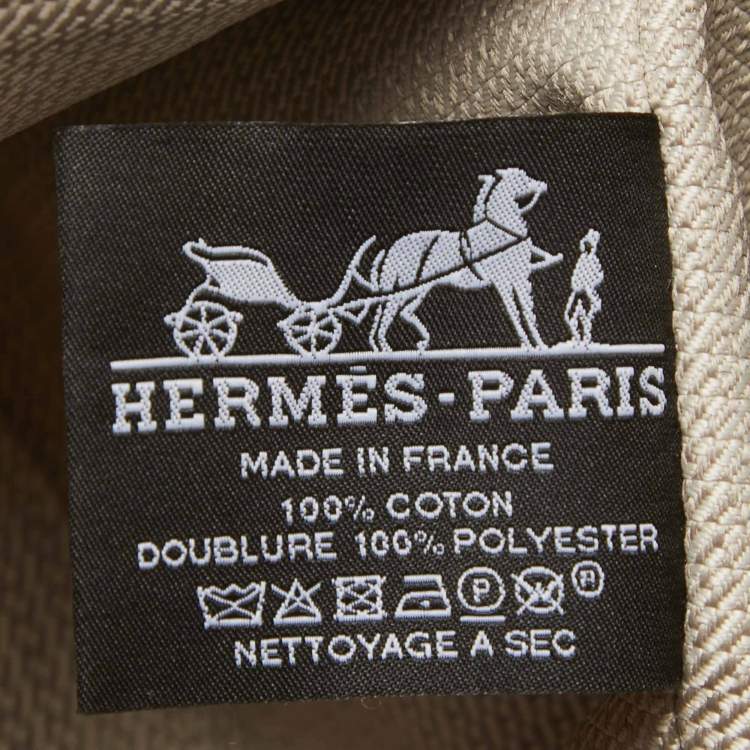 HERMÈS-PARIS
MADE IN FRANCE
100% COTON
DOUBLURE 100% POLYESTER
P W ®
NETTOYAGE A SEC